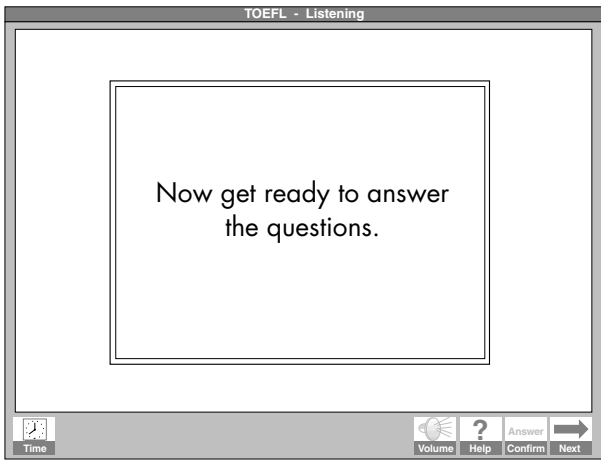 TOEFL - Listening
Now get ready to answer
the questions.
Time
Volume
? Help
Answer Confirm
Next